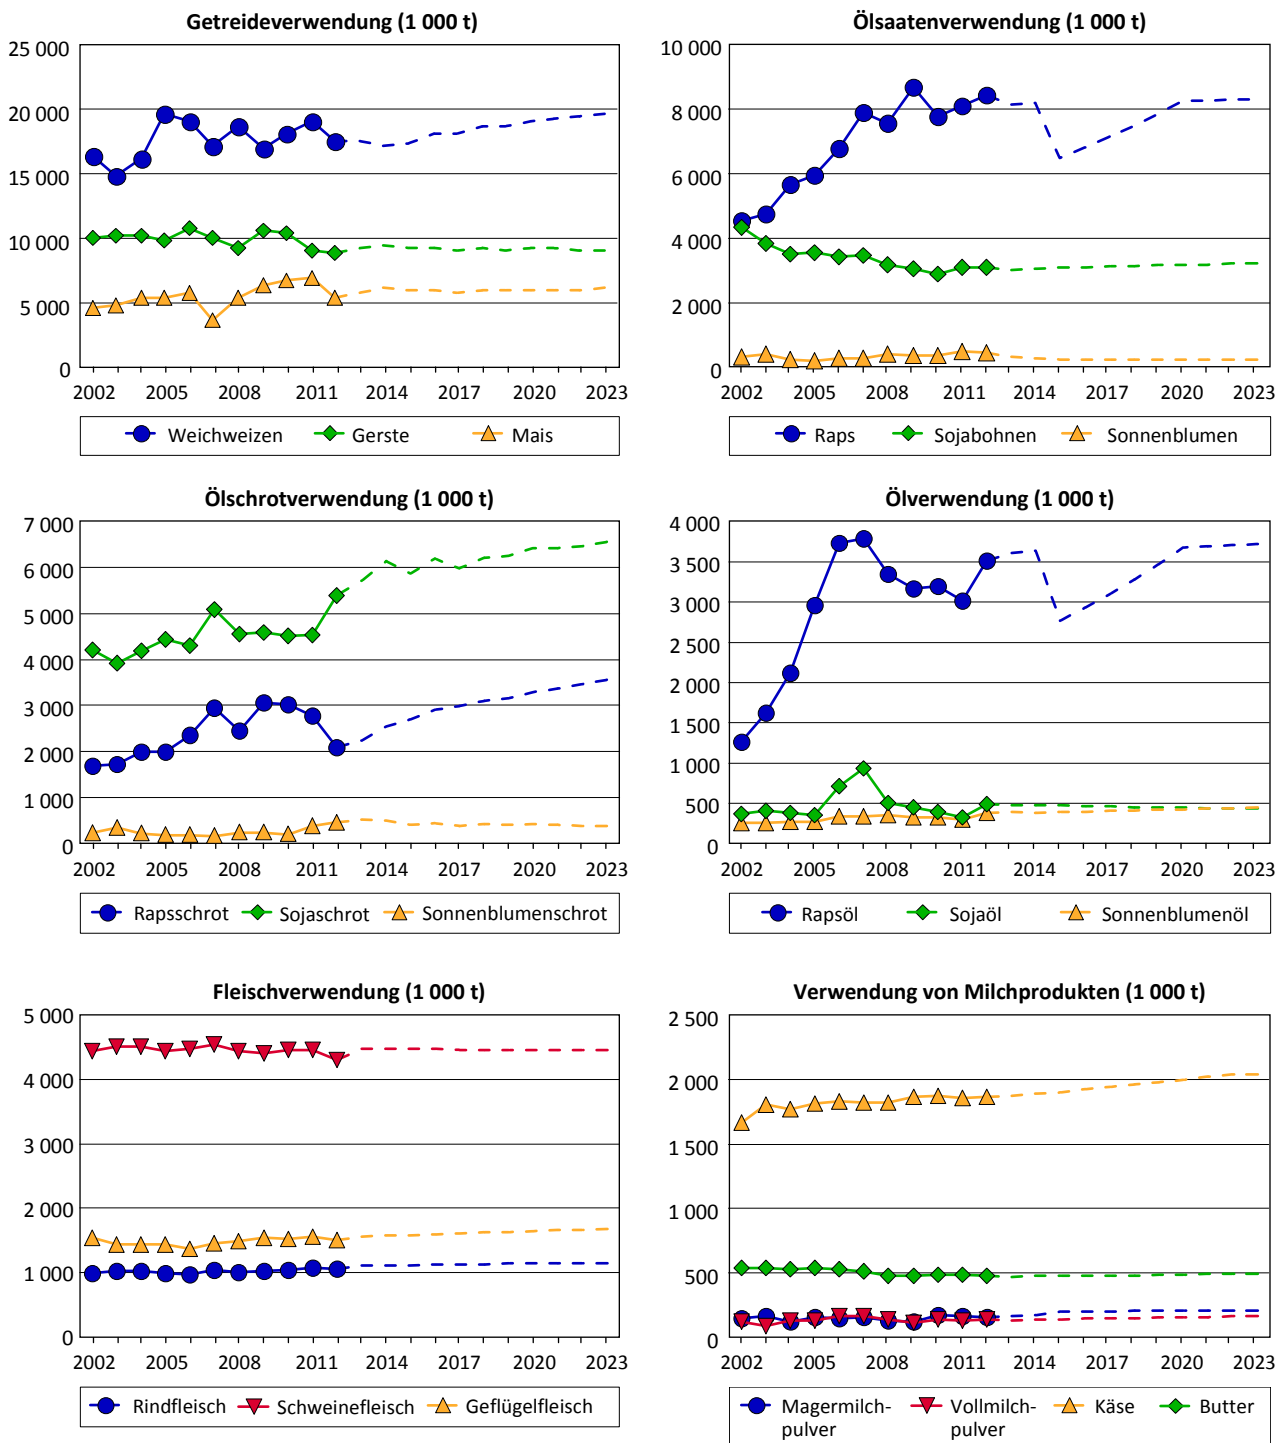 Getreideverwendung (1 000 t)
25 000
20 000
15 000
10 000
5 000
0
2002 2005 2008 2011 2014 2017 2020 2023
Weichweizen Gerste Mais
Ölsaatenverwendung (1 000 t)
10 000
8 000
6 000
4 000
2 000
0
2002 2005 2008 2011 2014 2017 2020 2023
Raps Sojabohnen Sonnenblumen
Ölschrotverwendung (1 000 t)
7 000
6 000
5 000
4 000
3 000
2 000
1 000
0
2002 2005 2008 2011 2014 2017 2020 2023
Rapsschrot Sojaschrot Sonnenblumenschrot
Ölverwendung (1 000 t)
4 000
3 500
3 000
2 500
2 000
1 500
1 000
500
0
2002 2005 2008 2011 2014 2017 2020 2023
Rapsöl Sojaöl Sonnenblumenöl
Fleischverwendung (1 000 t)
5 000
4 000
3 000
2 000
1 000
0
2002 2005 2008 2011 2014 2017 2020 2023
Rindfleisch Schweinefleisch Geflügelfleisch
Verwendung von Milchprodukten (1 000 t)
2 500
2 000
1 500
1 000
500
0
2002 2005 2008 2011 2014 2017 2020 2023
Magermilch- Vollmilch- Käse Butter
pulver pulver